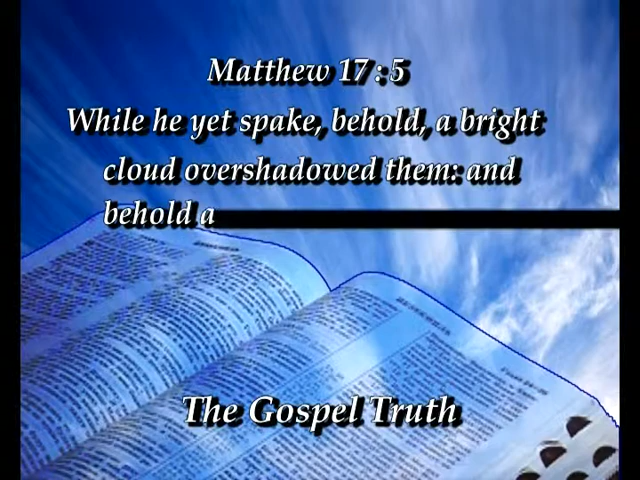 Matthew 17 : 5
While he yet spake, behold, a bright
cloud overshadowed them: and
behold a
The Gospel Truth